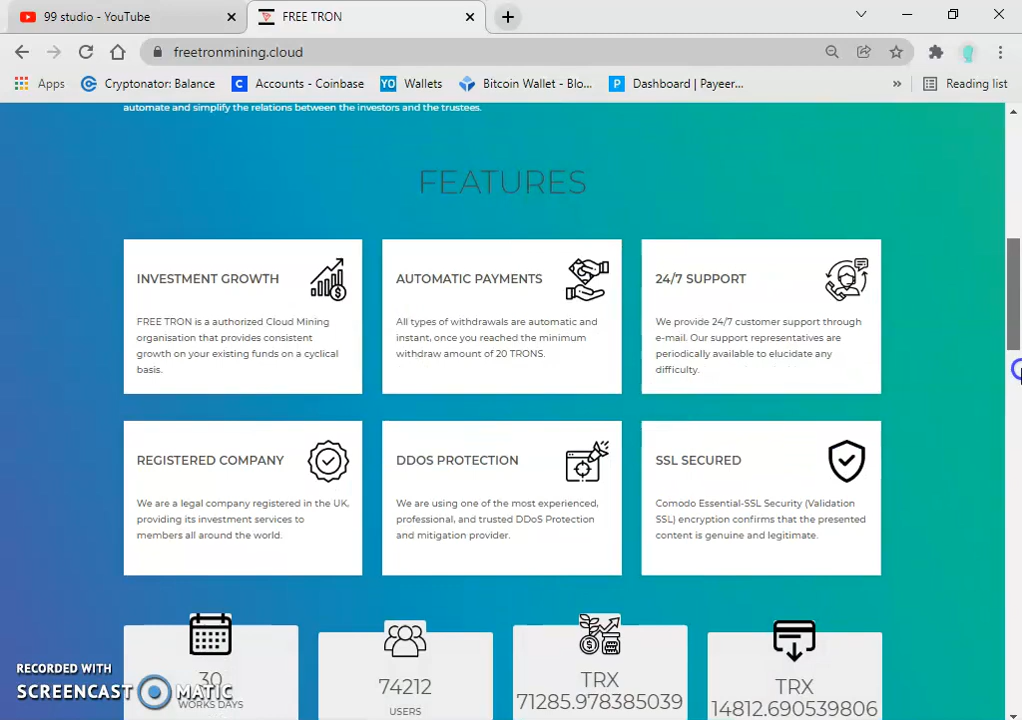 99 studio - YouTube
FREE TRON
freetronmining.cloud
Apps
Cryptonator: Balance
C
Accounts - Coinbase
YO
Wallets
Bitcoin Wallet - Blo...
P
Dashboard | Payeer...
»
Reading list
automate and simplify the relations between the investors and the trustees.
FEATURES
INVESTMENT GROWTH
FREE TRON is a authorized Cloud Mining
organisation that provides consistent
growth on your existing funds on a cyclical
basis.
AUTOMATIC PAYMENTS
All types of withdrawals are automatic and
instant, once you reached the minimum
withdraw amount of 20 TRONS.
24/7 SUPPORT
We provide 24/7 customer support through
e-mail. Our support representatives are
periodically available to elucidate any
difficulty.
REGISTERED COMPANY
We are a legal company registered in the UK,
providing its investment services to
members all around the world.
DDOS PROTECTION
We are using one of the most experienced,
professional, and trusted DDoS Protection
and mitigation provider.
SSL SECURED
Comodo Essential-SSL Security (Validation
SSL) encryption confirms that the presented
content is genuine and legitimate.
30
WORKS DAYS
74212
USERS
TRX
71285.978385039
TRX
14812.690539806
RECORDED WITH
SCREENCAST MATIC